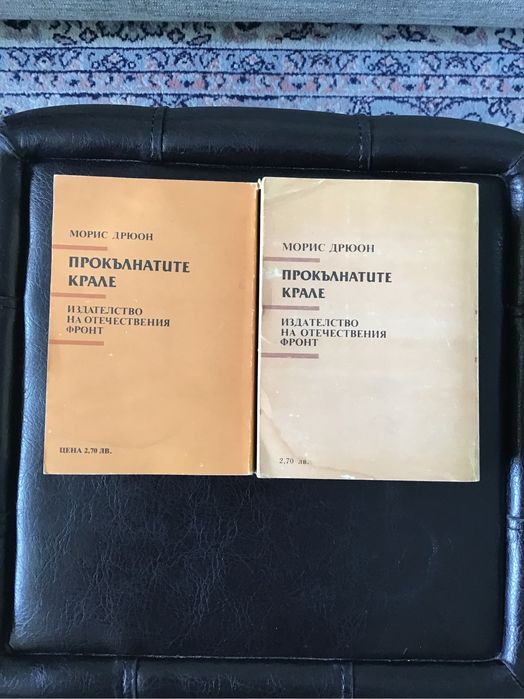 МОРИС ДРЮОН
ПРОКЪЛНАТИТЕ
КРАЛЕ
ИЗДАТЕЛСТВО
НА ОТЕЧЕСТВЕНИЯ
ФРОНТ
ЦЕНА 2,70 ЛВ.
МОРИС ДРЮОН
ПРОКЪЛНАТИТЕ
КРАЛЕ
ИЗДАТЕЛСТВО
НА ОТЕЧЕСТВЕНИЯ
ФРОНТ
2,70 лв.